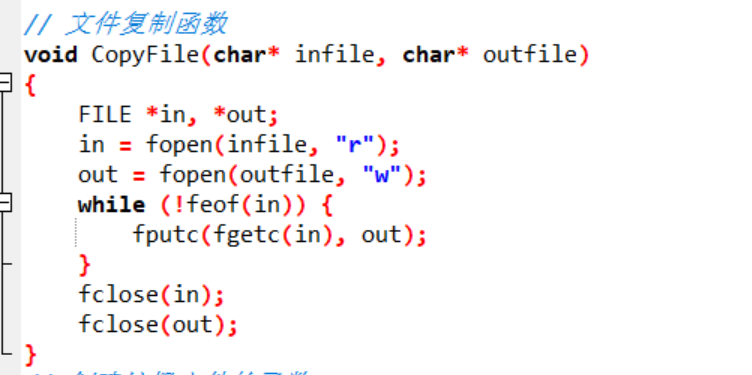 // 文件复制函数
void CopyFile(char* infile, char* outfile)
{
    FILE *in, *out;
    in = fopen(infile, "r");
    out = fopen(outfile, "w");
    while (!feof(in)) {
        fputc(fgetc(in), out);
    }
    fclose(in);
    fclose(out);
}